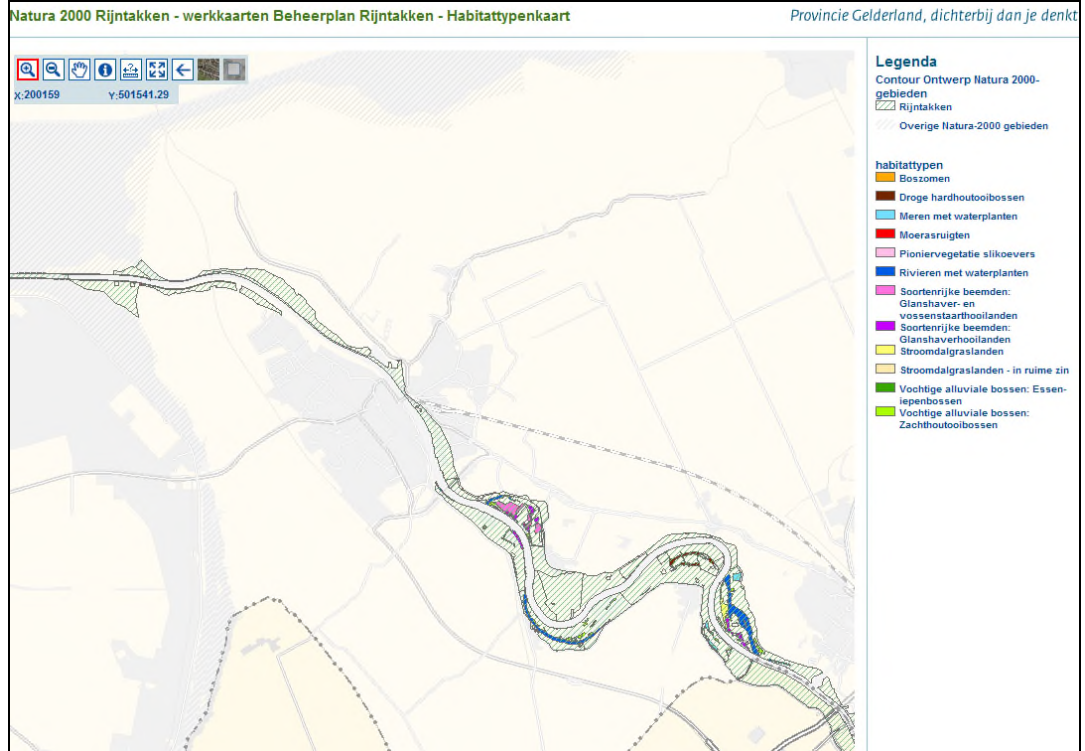 Natura 2000 Rijntakken - werkkaarten Beheerplan Rijntakken - Habitattypenkaart
Provincie Gelderland, dichterbij dan je denkt
X:200159 Y:501541.29
Legenda
Contour Ontwerp Natura 2000-
gebieden
Rijntakken
Overige Natura-2000 gebieden
habitattypen
Boszomen
Droge hardhoutooibossen
Meren met waterplanten
Moerasruigten
Pioniervegetatie slikoevers
Rivieren met waterplanten
Soortenrijke beemden:
Glanshaver- en
vossenstaarthooilanden
Soortenrijke beemden:
Glanshaverhooilanden
Stroomdalgraslanden
Stroomdalgraslanden - in ruime zin
Vochtige alluviale bossen: Essen-
iepenbossen
Vochtige alluviale bossen:
Zachthoutooibossen